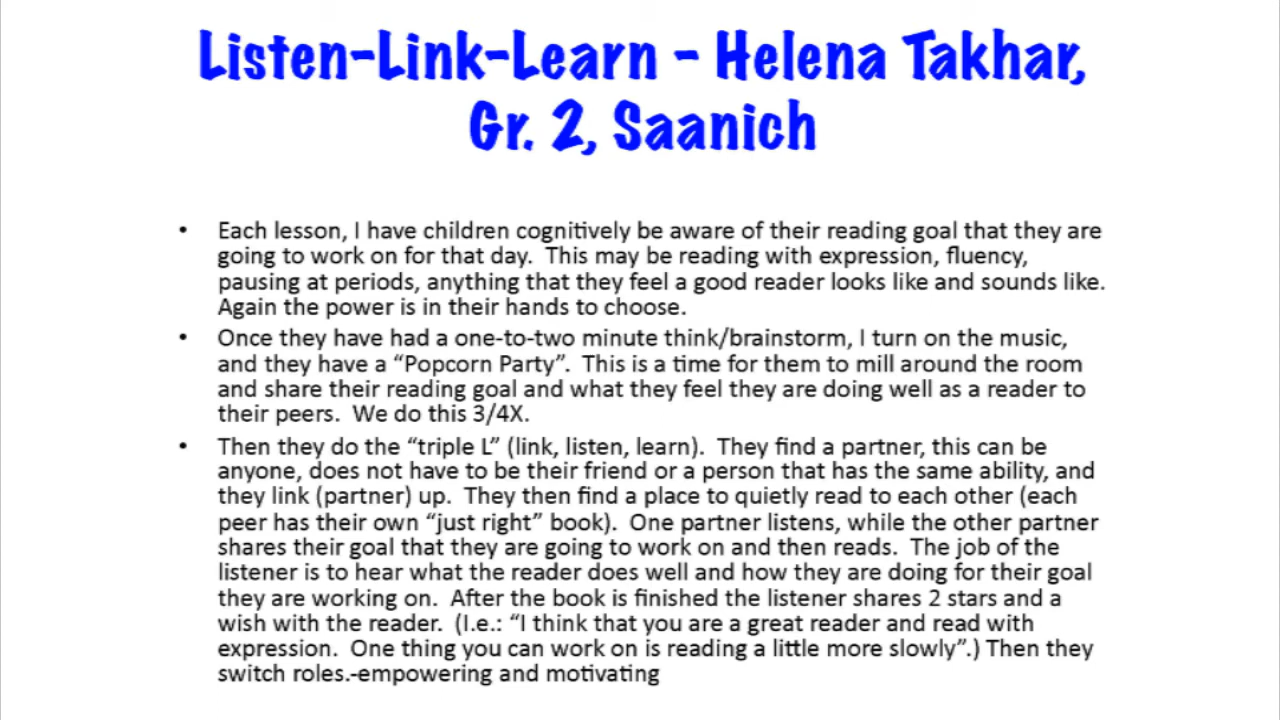 Listen-Link-Learn - Helena Takhar,
Gr. 2, Saanich
• Each lesson, I have children cognitively be aware of their reading goal that they are
going to work on for that day.  This may be reading with expression, fluency,
pausing at periods, anything that they feel a good reader looks like and sounds like.
Again the power is in their hands to choose.
• Once they have had a one-to-two minute think/brainstorm, I turn on the music,
and they have a “Popcorn Party”.  This is a time for them to mill around the room
and share their reading goal and what they feel they are doing well as a reader to
their peers.  We do this 3/4X.
• Then they do the “triple L” (link, listen, learn).  They find a partner, this can be
anyone, does not have to be their friend or a person that has the same ability, and
they link (partner) up.  They then find a place to quietly read to each other (each
peer has their own “just right” book).  One partner listens, while the other partner
shares their goal that they are going to work on and then reads.  The job of the
listener is to hear what the reader does well and how they are doing for their goal
they are working on.  After the book is finished the listener shares 2 stars and a
wish with the reader.  (I.e.: “I think that you are a great reader and read with
expression.  One thing you can work on is reading a little more slowly”.) Then they
switch roles.-empowering and motivating